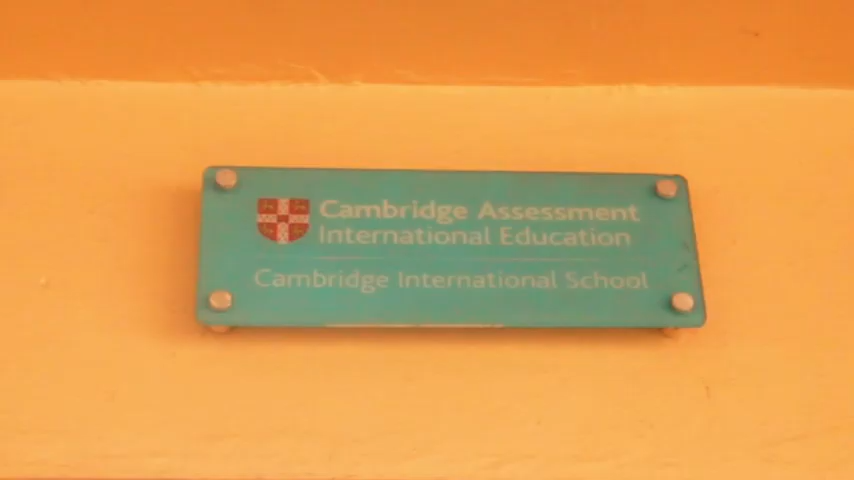 Cambridge Assessment
International Education
Cambridge International School